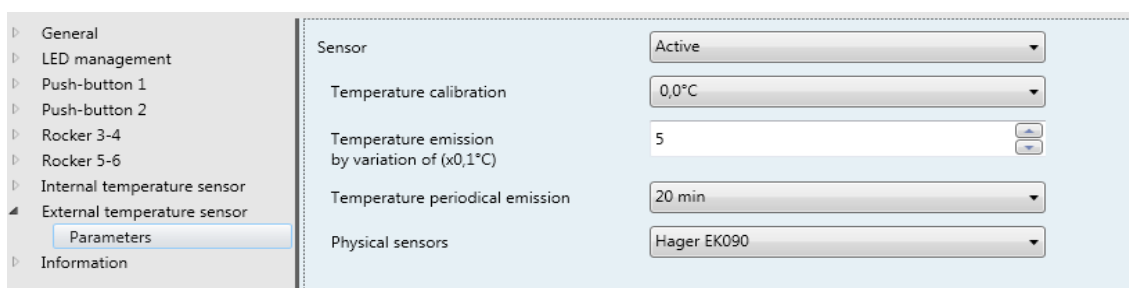 General
LED management
Push-button 1
Push-button 2
Rocker 3-4
Rocker 5-6
Internal temperature sensor
External temperature sensor
Parameters
Information
Sensor
Active
Temperature calibration
0,0°C
Temperature emission
by variation of (x0,1°C)
5
Temperature periodical emission
20 min
Physical sensors
Hager EK090